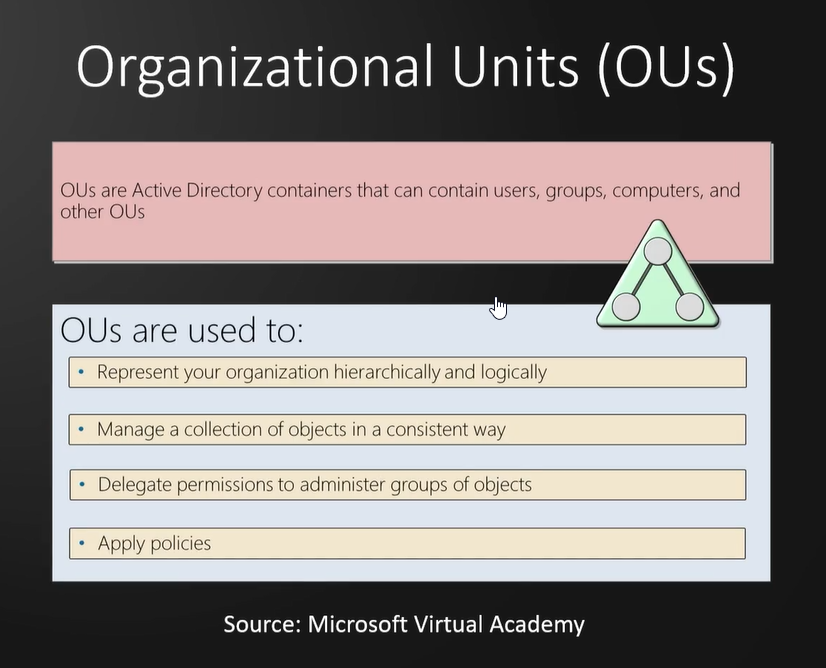 Organizational Units (OUs)
OUs are Active Directory containers that can contain users, groups, computers, and
other OUs
OUs are used to:
• Represent your organization hierarchically and logically
• Manage a collection of objects in a consistent way
• Delegate permissions to administer groups of objects
• Apply policies
Source: Microsoft Virtual Academy